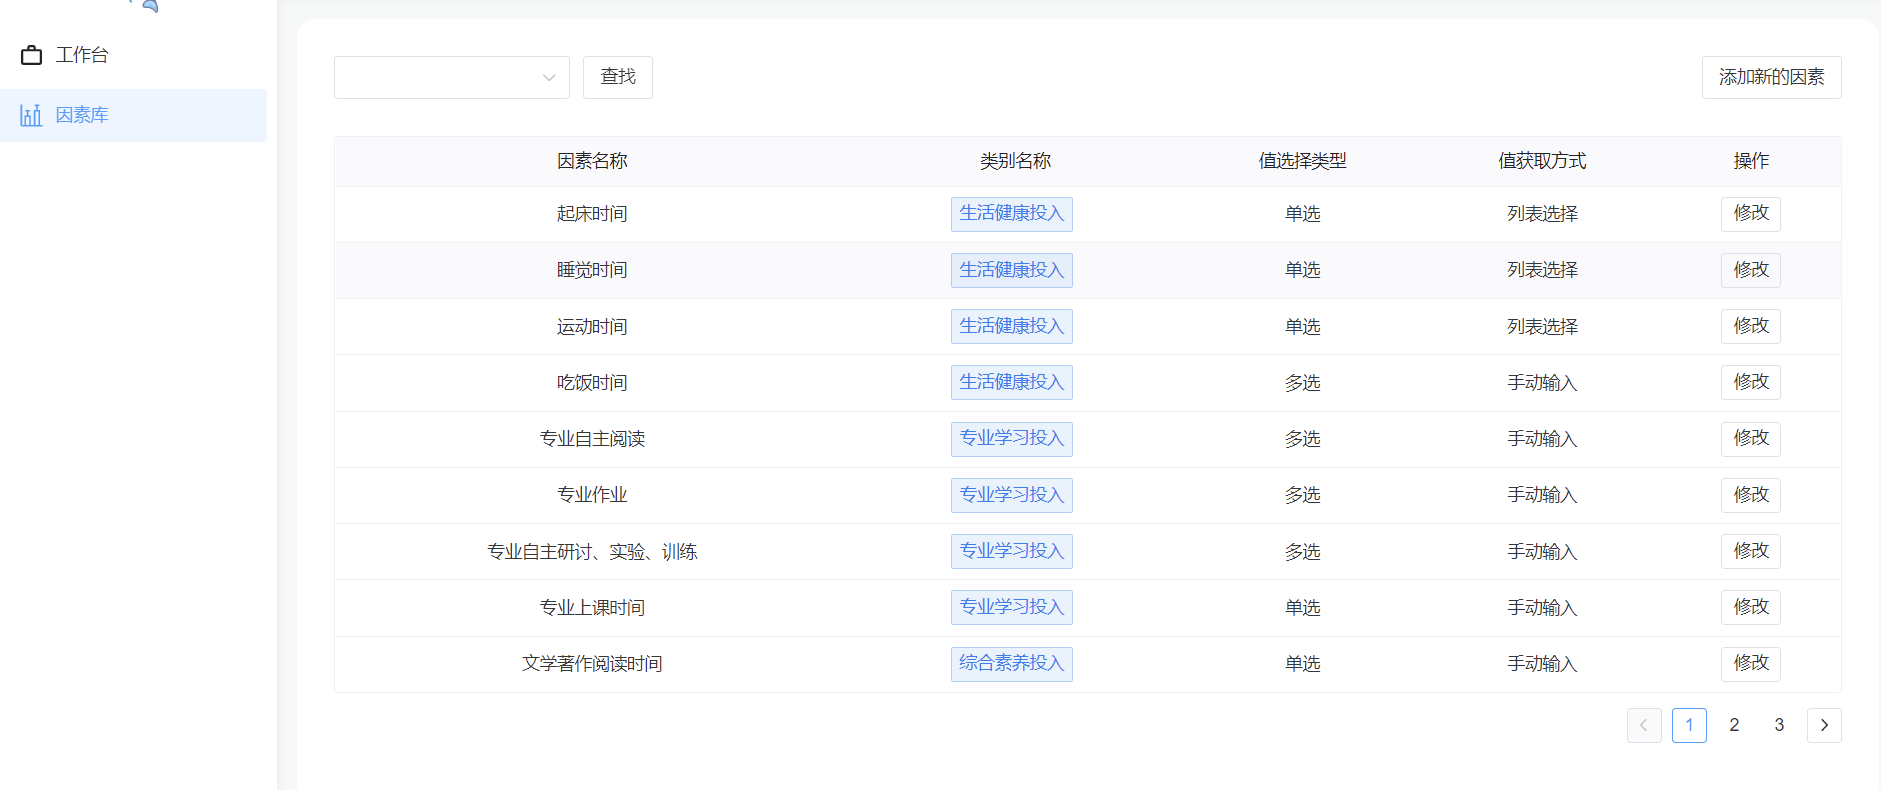 工作台
因素库
查找
添加新的因素
因素名称 类别名称 值选择类型 值获取方式 操作
起床时间 生活健康投入 单选 列表选择 修改
睡觉时间 生活健康投入 单选 列表选择 修改
运动时间 生活健康投入 单选 列表选择 修改
吃饭时间 生活健康投入 多选 手动输入 修改
专业自主阅读 专业学习投入 多选 手动输入 修改
专业作业 专业学习投入 多选 手动输入 修改
专业自主研讨、实验、训练 专业学习投入 多选 手动输入 修改
专业上课时间 专业学习投入 单选 手动输入 修改
文学著作阅读时间 综合素养投入 单选 手动输入 修改
1 2 3